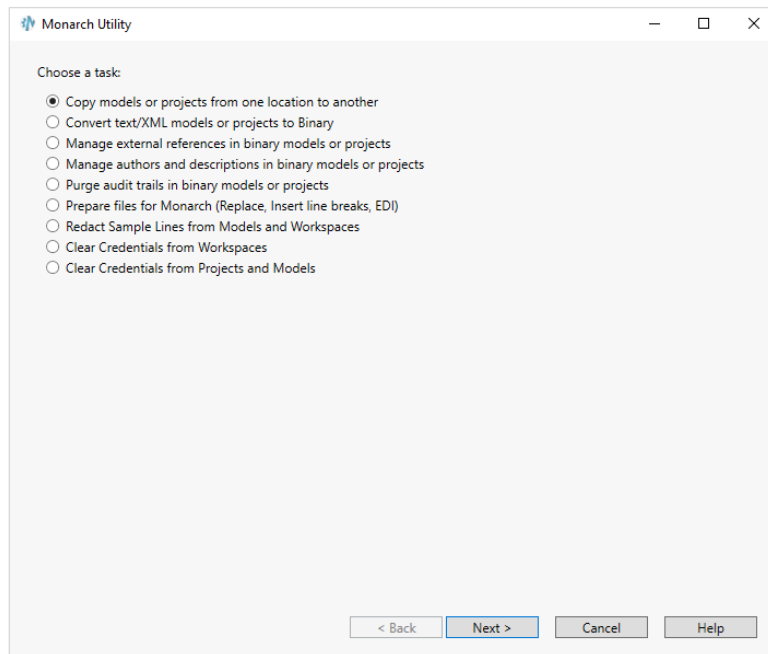 Monarch Utility
Choose a task:
Copy models or projects from one location to another
Convert text/XML models or projects to Binary
Manage external references in binary models or projects
Manage authors and descriptions in binary models or projects
Purge audit trails in binary models or projects
Prepare files for Monarch (Replace, Insert line breaks, EDI)
Redact Sample Lines from Models and Workspaces
Clear Credentials from Workspaces
Clear Credentials from Projects and Models
< Back Next > Cancel Help